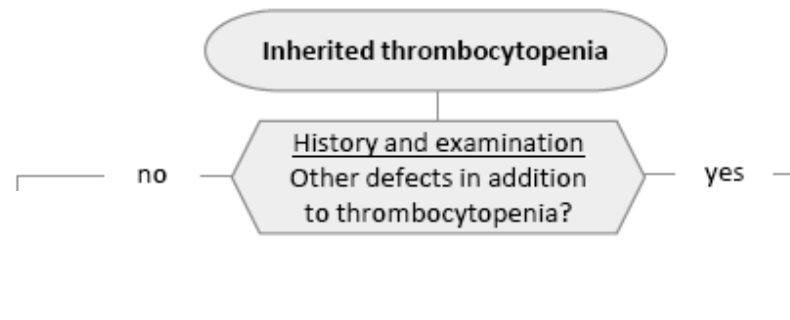 Inherited thrombocytopenia
History and examination
Other defects in addition
to thrombocytopenia?
no
yes